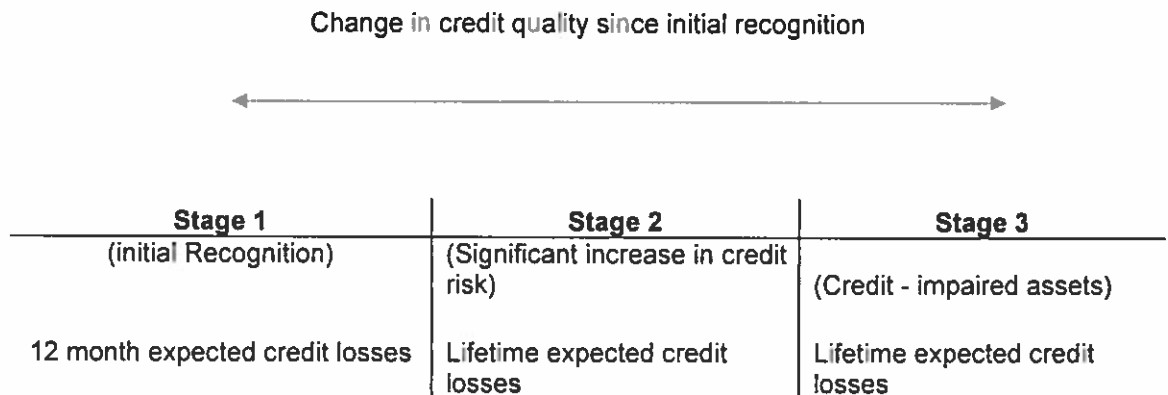 Change in credit quality since initial recognition
Stage 1 Stage 2 Stage 3
(initial Recognition) (Significant increase in credit
risk) (Credit - impaired assets)
12 month expected credit losses Lifetime expected credit Lifetime expected credit
losses losses